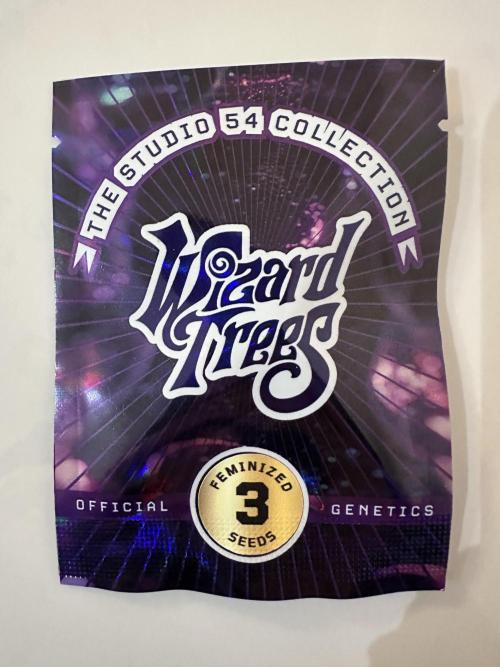 THE STUDIO 54 COLLECTION
Wizard
Trees
OFFICIAL
FEMINIZED
3
SEEDS
GENETICS